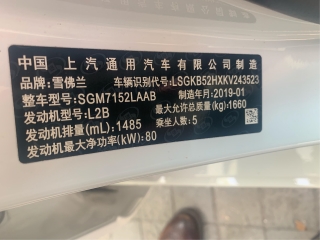 中国 上汽通用汽车有限公司制造
品牌:雪佛兰 车辆识别代号:LSGKB52HXKV243523
整车型号:SGM7152LAAB 制造年月:2019-01
发动机型号:L2B 最大允许总质量(kg):1660
发动机排量(mL):1485 乘坐人数:5
发动机最大净功率(kW):80